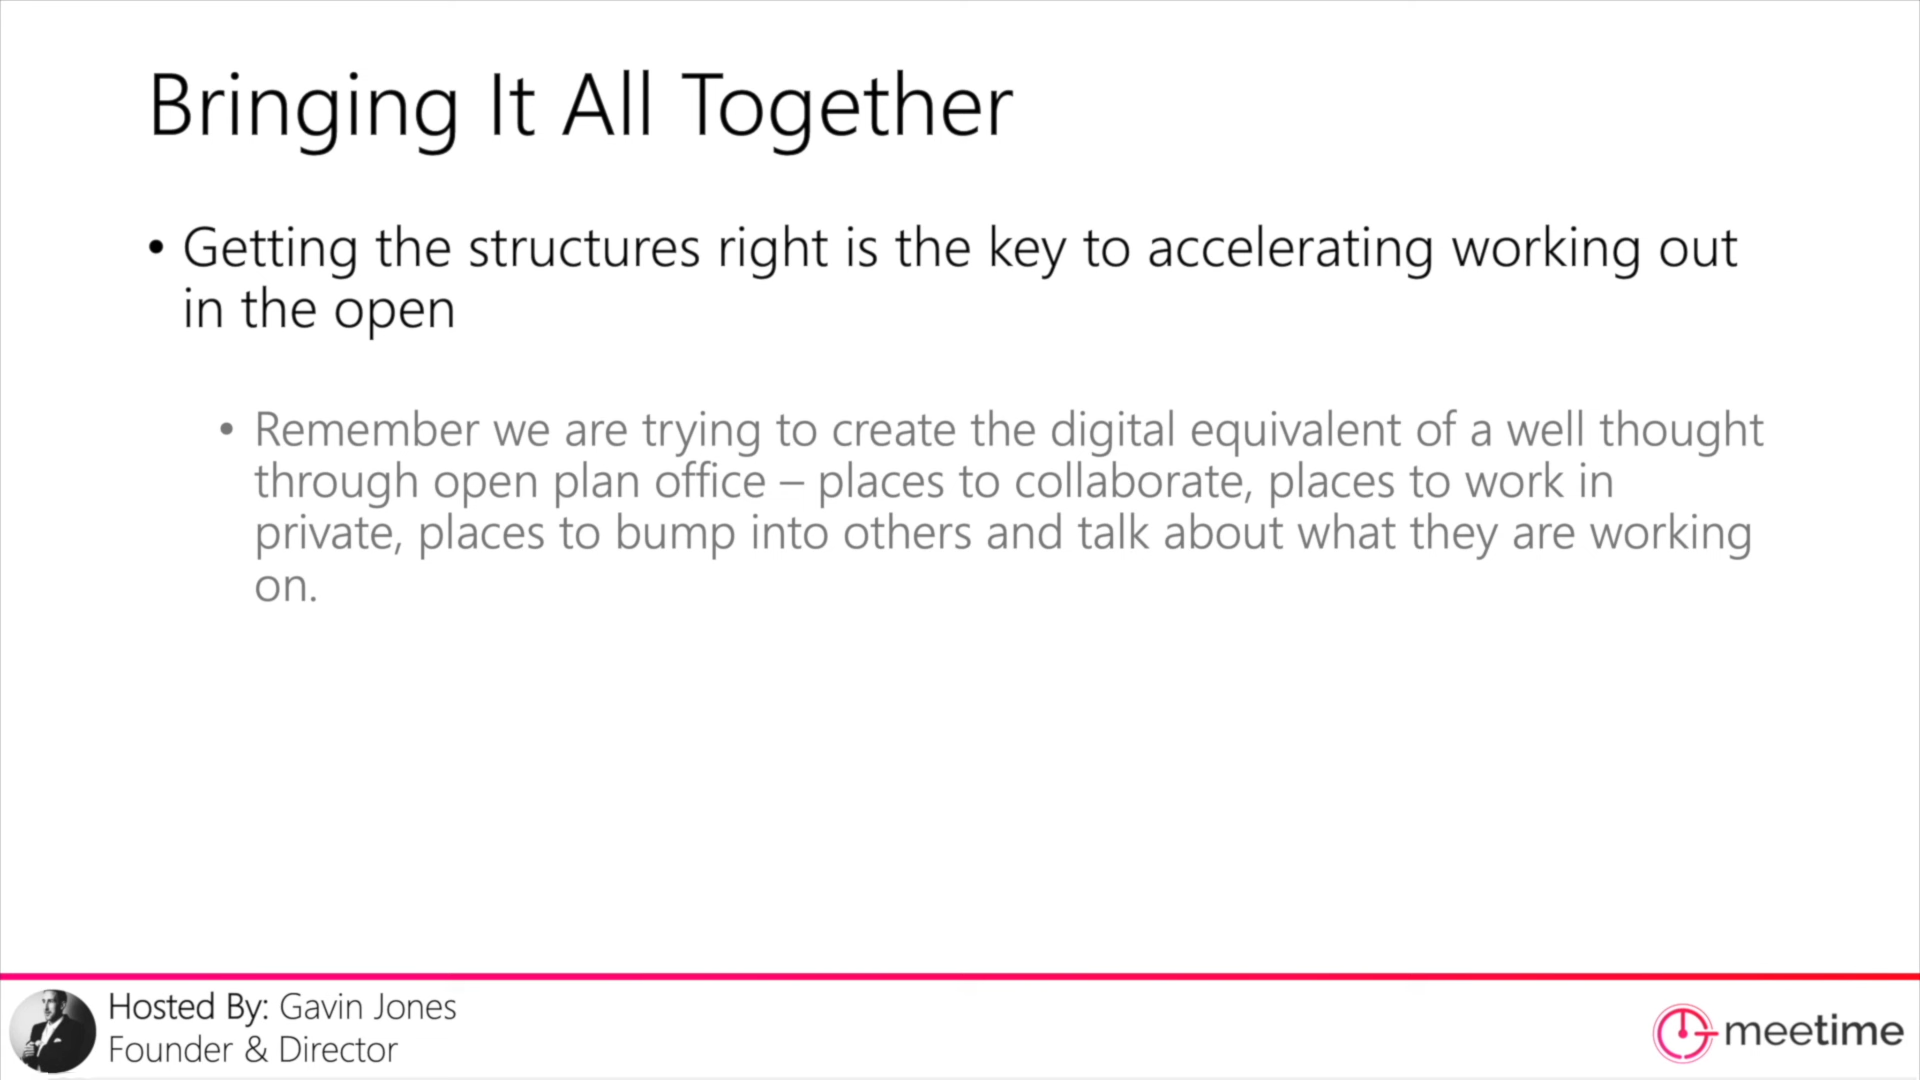 Bringing It All Together
• Getting the structures right is the key to accelerating working out
in the open
• Remember we are trying to create the digital equivalent of a well thought
through open plan office – places to collaborate, places to work in
private, places to bump into others and talk about what they are working
on.
Hosted By: Gavin Jones
Founder & Director
meetime